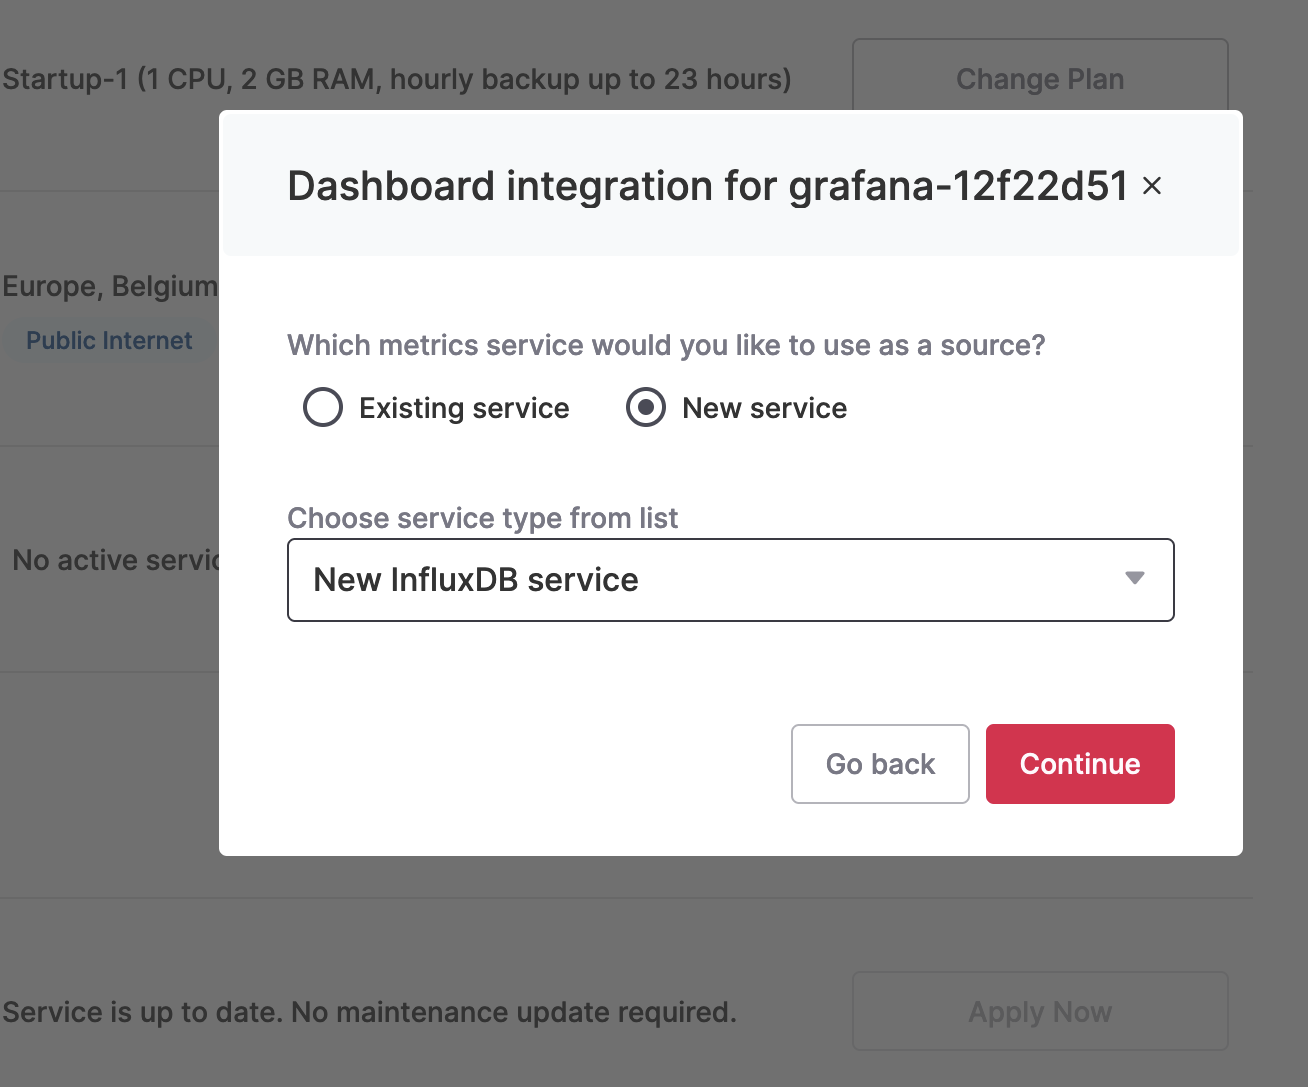 Startup-1 (1 CPU, 2 GB RAM, hourly backup up to 23 hours)
Change Plan
Dashboard integration for grafana-12f22d51 ×
Europe, Belgium
Public Internet
Which metrics service would you like to use as a source?
Existing service
New service
Choose service type from list
New InfluxDB service
No active
Go back
Continue
Service is up to date. No maintenance update required.
Apply Now